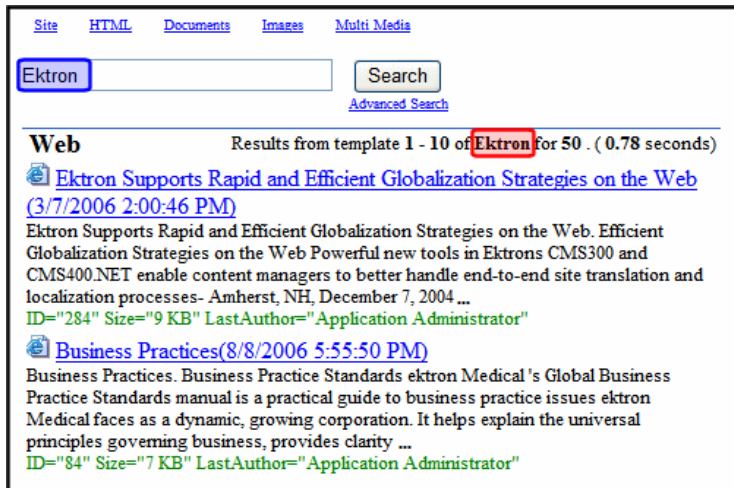 Site HTML Documents Images Multi Media
Ektron Search
Advanced Search
Web Results from template 1 - 10 of Ektron for 50 . ( 0.78 seconds)
Ektron Supports Rapid and Efficient Globalization Strategies on the Web
(3/7/2006 2:00:46 PM)
Ektron Supports Rapid and Efficient Globalization Strategies on the Web. Efficient
Globalization Strategies on the Web Powerful new tools in Ektrons CMS300 and
CMS400.NET enable content managers to better handle end-to-end site translation and
localization processes- Amherst, NH, December 7, 2004 ...
ID="284" Size="9 KB" LastAuthor="Application Administrator"
Business Practices(8/8/2006 5:55:50 PM)
Business Practices. Business Practice Standards ektron Medical 's Global Business
Practice Standards manual is a practical guide to business practice issues ektron
Medical faces as a dynamic, growing corporation. It helps explain the universal
principles governing business, provides clarity ...
ID="84" Size="7 KB" LastAuthor="Application Administrator"